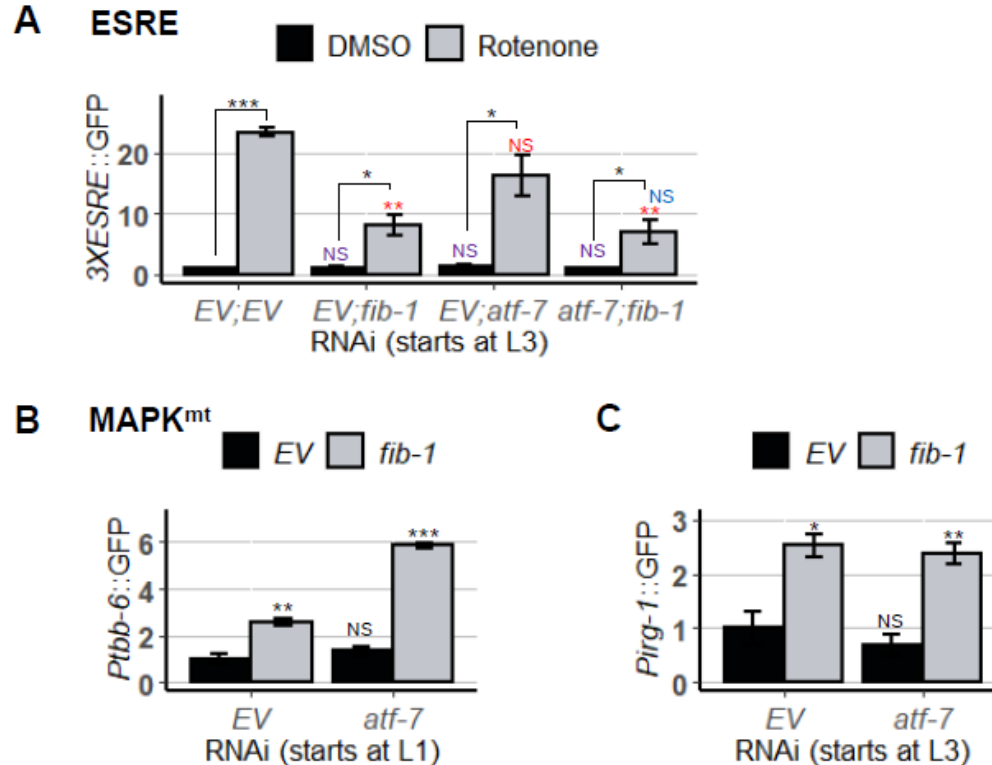 A ESRE
DMSO Rotenone
3XESRE::GFP
20
10
0
***
*
*
*
NS
**
NS
NS
NS
**
NS
EV;EV EV;fib-1 EV;atf-7 atf-7;fib-1
RNAi (starts at L3)
B MAPKmt
EV fib-1
Ptbb-6::GFP
6
4
2
0
**
NS
***
EV atf-7
RNAi (starts at L1)
C
EV fib-1
Pirg-1::GFP
3
2
1
0
*
NS
**
EV atf-7
RNAi (starts at L3)